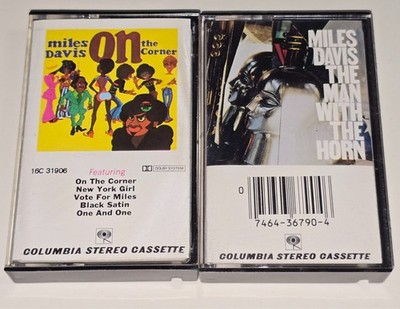 miles
Davis
on
the
Corner
16C 31906
Featuring
DOLBY SYSTEM
On The Corner
New York Girl
Vote For Miles
Black Satin
One And One
COLUMBIA STEREO CASSETTE
MILES
DAVIS
THE
MAN
WITH
THE
HORN
0
7464-36790-4
COLUMBIA STEREO CASSETTE